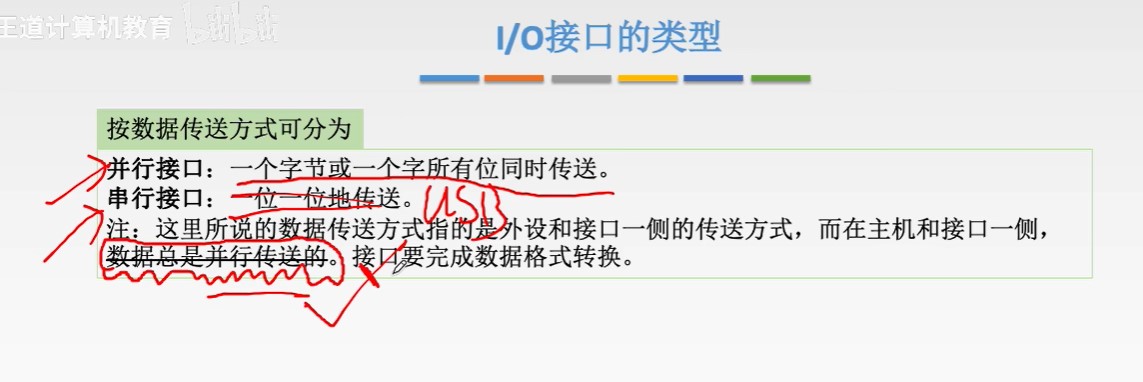 王道计算机教育 bilibili
I/O接口的类型
按数据传送方式可分为
并行接口：一个字节或一个字所有位同时传送。
串行接口：一位一位地传送。 USB
注：这里所说的数据传送方式指的是外设和接口一侧的传送方式，而在主机和接口一侧，
数据总是并行传送的。接口要完成数据格式转换。